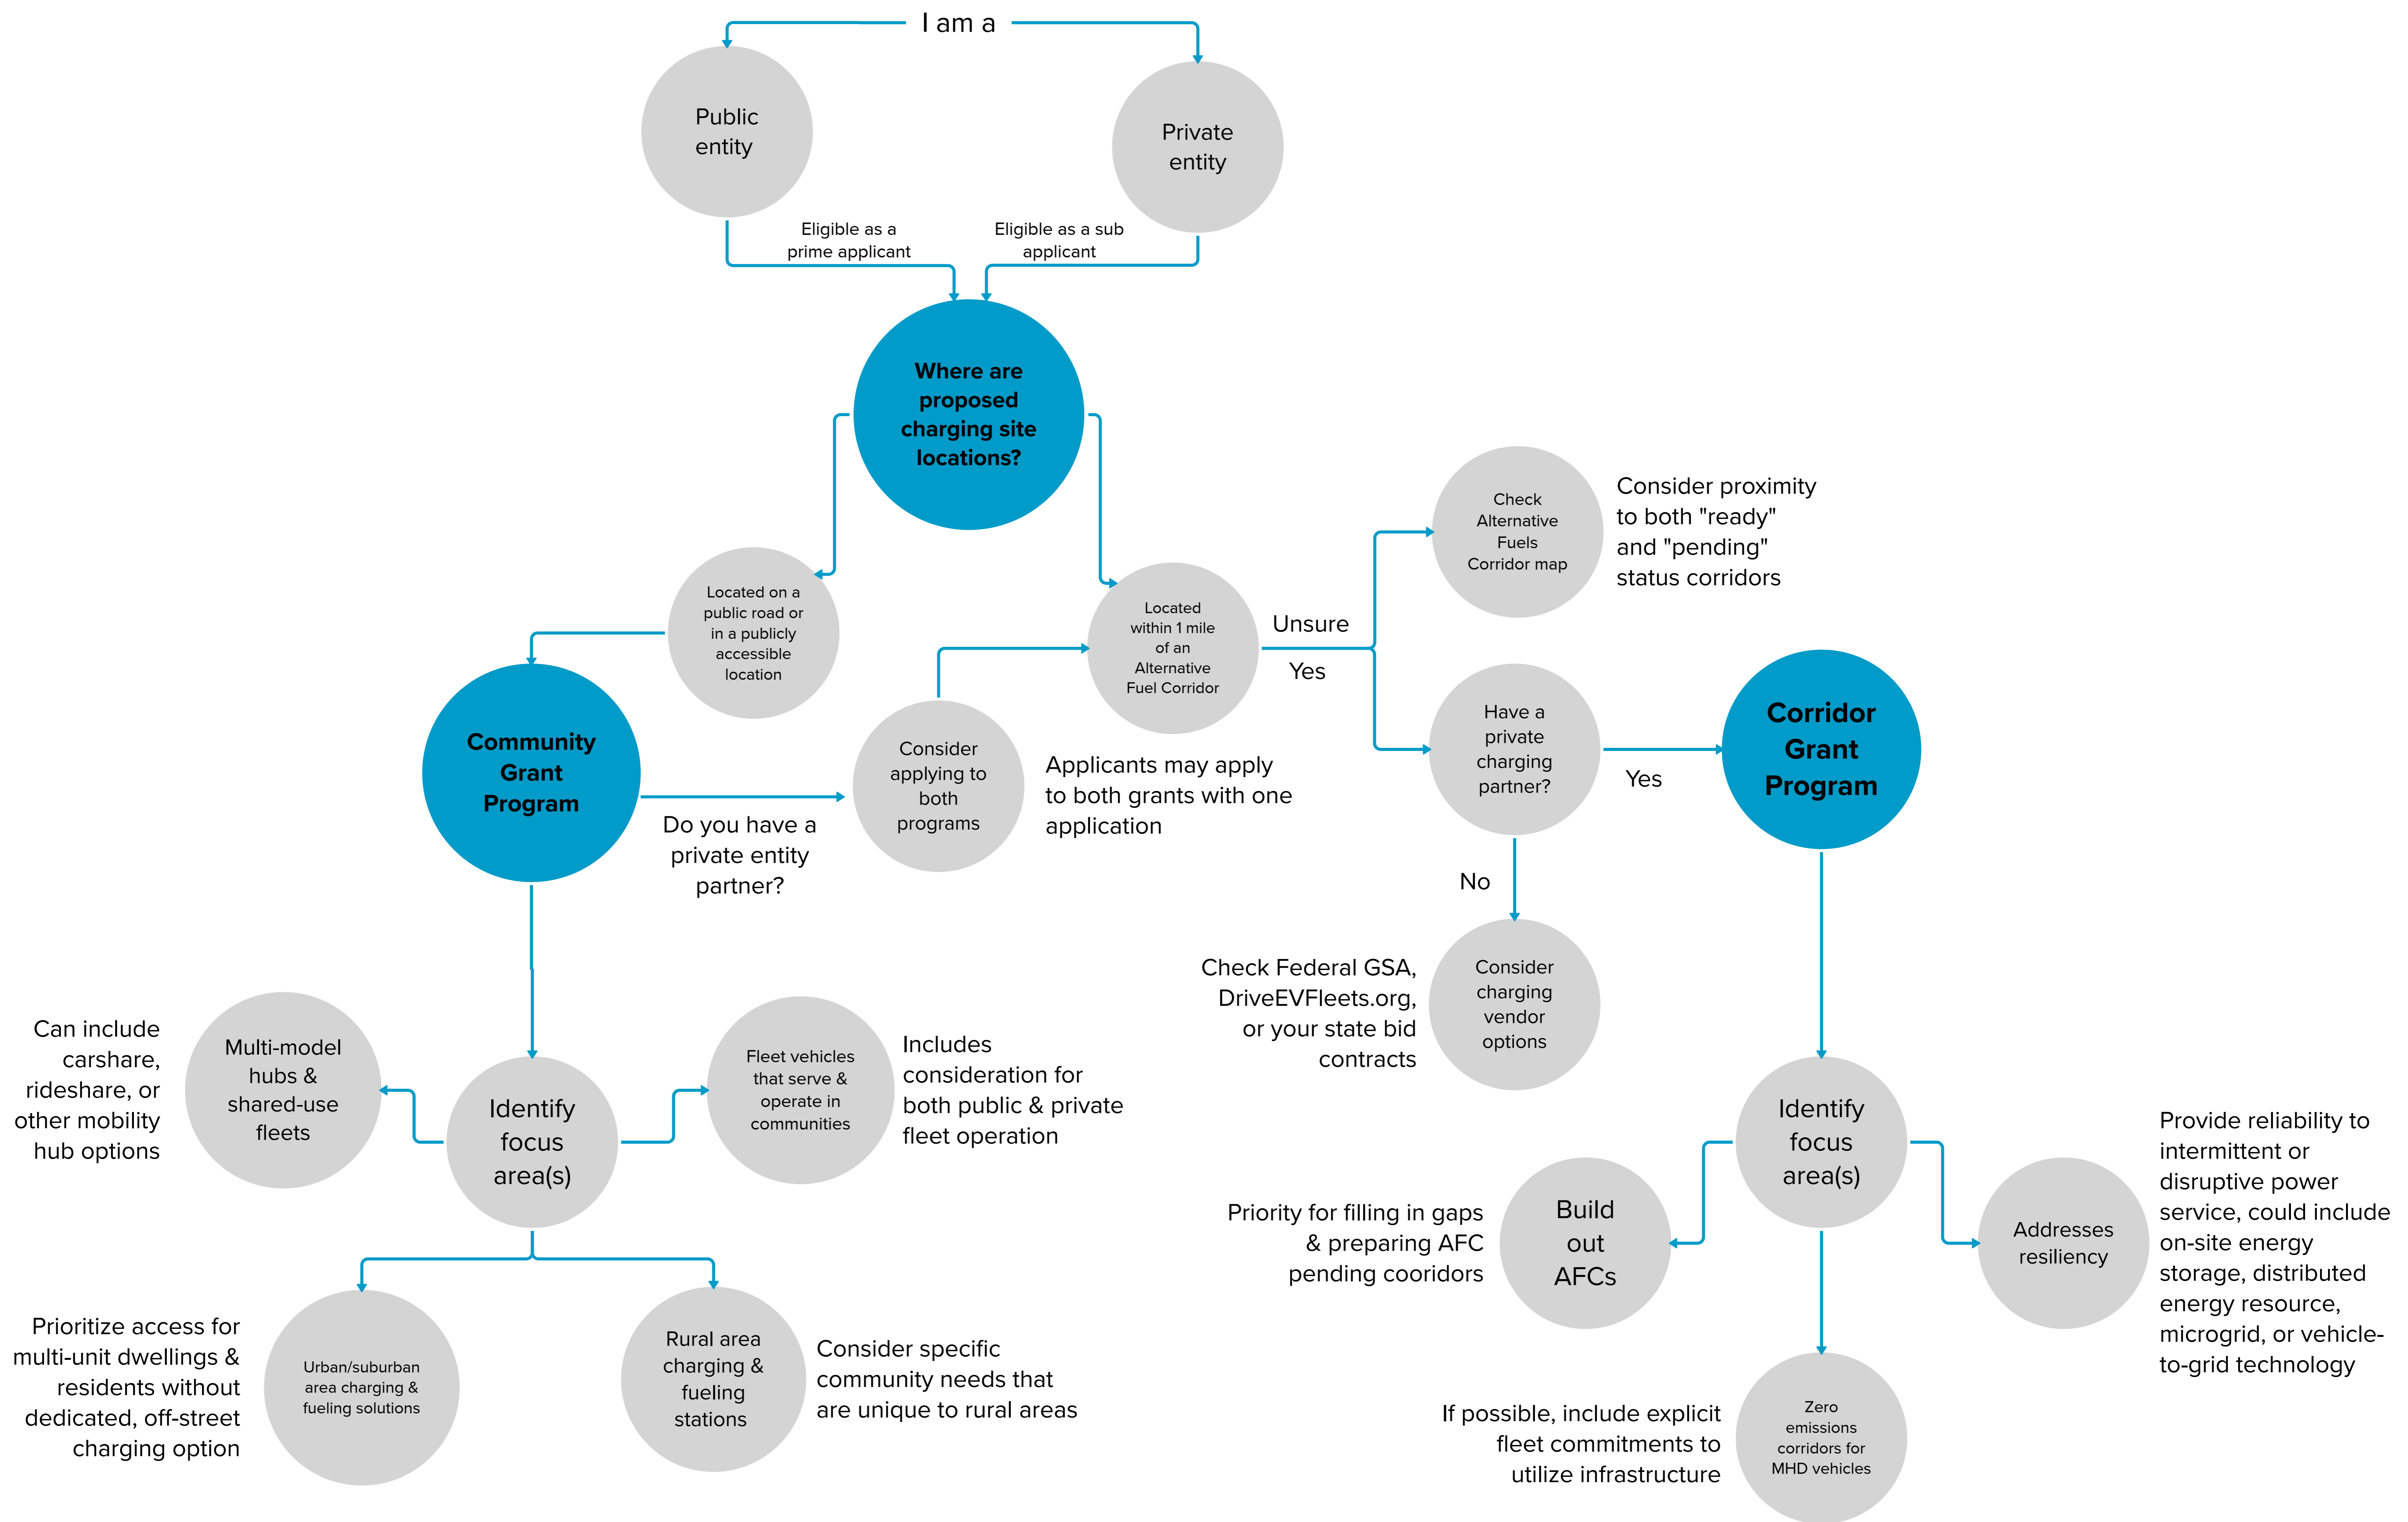 I am a
Public
entity
Private
entity
Eligible as a
prime applicant
Eligible as a sub
applicant
Where are
proposed
charging site
locations?
Located on a
public road or
in a publicly
accessible
location
Located
within 1 mile
of an
Alternative
Fuel Corridor
Unsure
Yes
Check
Alternative
Fuels
Corridor map
Consider proximity
to both "ready"
and "pending"
status corridors
Community
Grant
Program
Do you have a
private entity
partner?
Consider
applying to
both
programs
Applicants may apply
to both grants with one
application
Have a
private
charging
partner?
Yes
Corridor
Grant
Program
No
Check Federal GSA,
DriveEVFleets.org,
or your state bid
contracts
Consider
charging
vendor
options
Can include
carshare,
rideshare, or
other mobility
hub options
Multi-model
hubs &
shared-use
fleets
Identify
focus
area(s)
Fleet vehicles
that serve &
operate in
communities
Includes
consideration for
both public & private
fleet operation
Prioritize access for
multi-unit dwellings &
residents without
dedicated, off-street
charging option
Urban/suburban
area charging &
fueling solutions
Rural area
charging &
fueling
stations
Consider specific
community needs that
are unique to rural areas
Identify
focus
area(s)
Priority for filling in gaps
& preparing AFC
pending cooridors
Build
out
AFCs
Addresses
resiliency
Provide reliability to
intermittent or
disruptive power
service, could include
on-site energy
storage, distributed
energy resource,
microgrid, or vehicle-
to-grid technology
If possible, include explicit
fleet commitments to
utilize infrastructure
Zero
emissions
corridors for
MHD vehicles